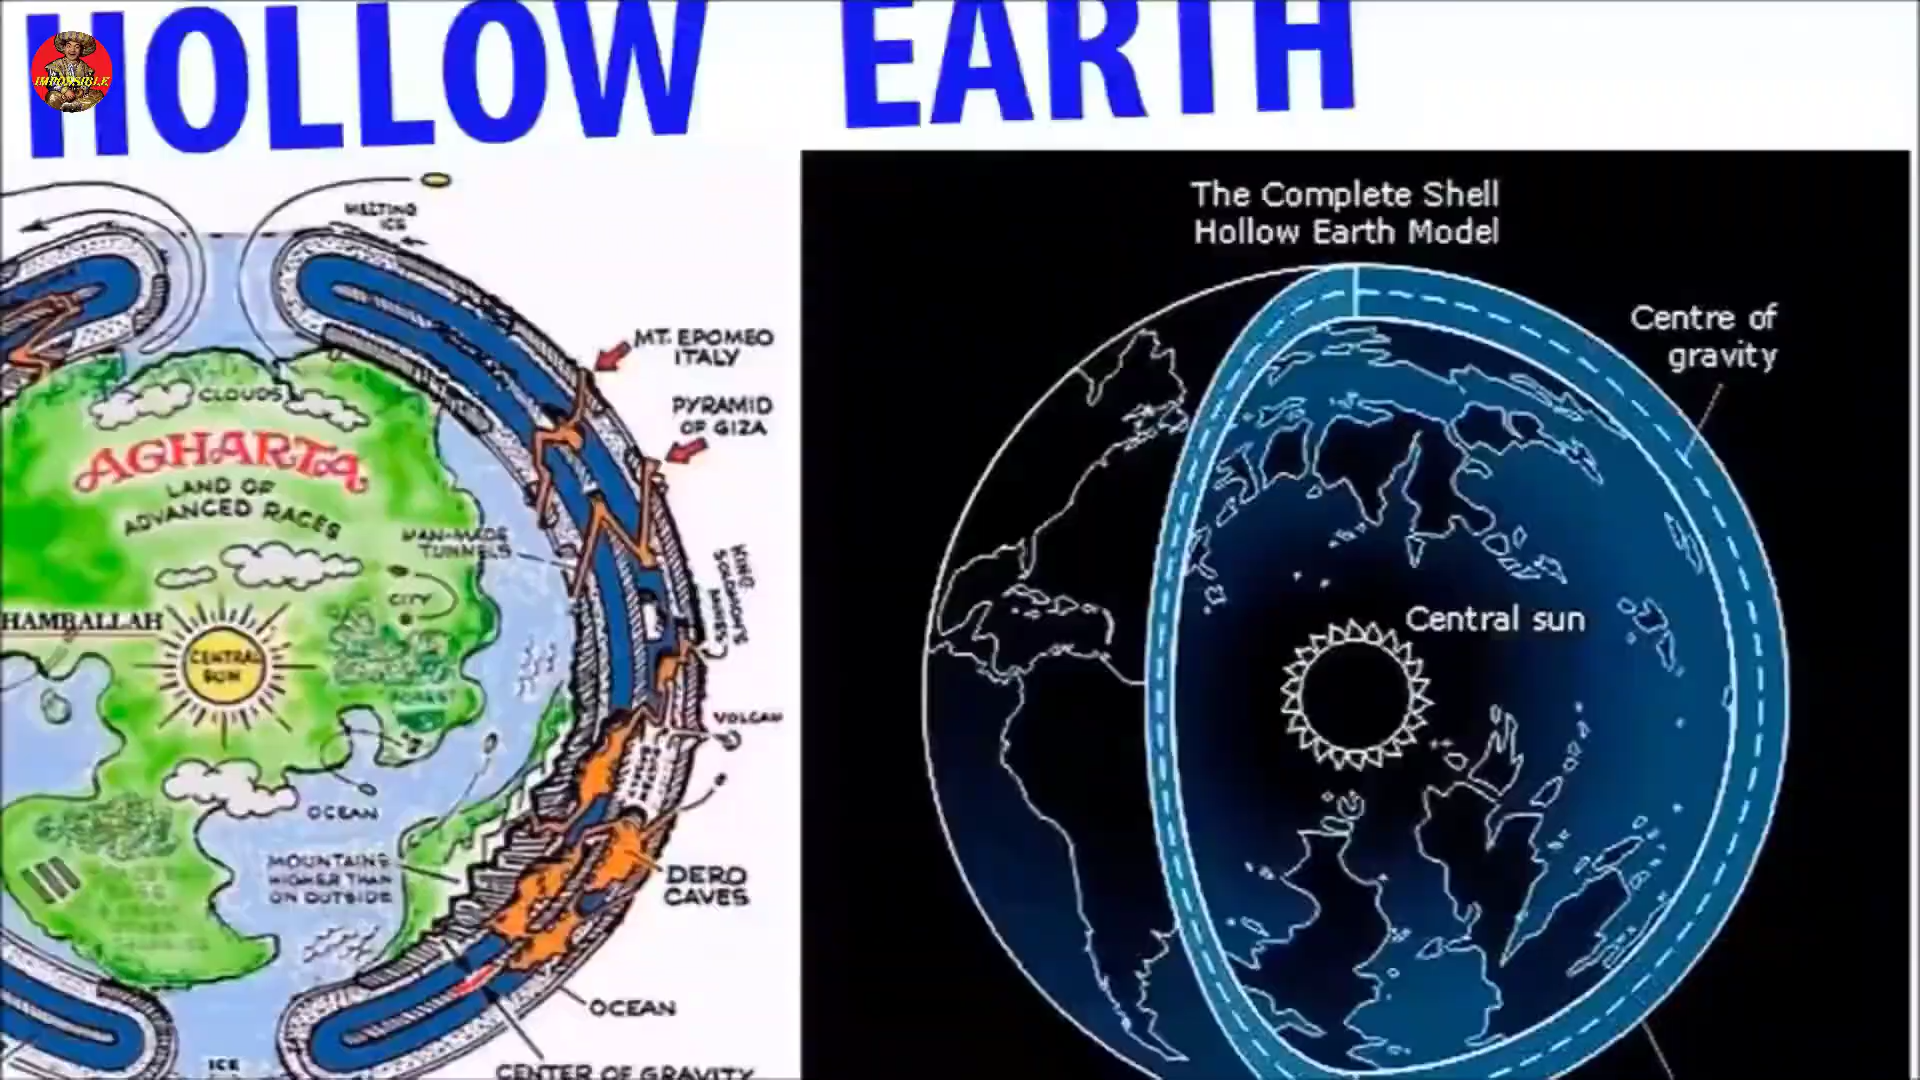 HOLLOW EARTH
IMPOSSIBLE
MELTING
ICE
MT. EPOMEO
ITALY
PYRAMID
OF GIZA
CLOUDS
AGHARTA
LAND OF
ADVANCED RACES
MAN-MADE
TUNNELS
KING
SOLOMONS
MINES
CITY
HAMBALLAH
CENTRAL
SUN
FOREST
VOLCAN
OCEAN
MOUNTAINS
HIGHER THAN
ON OUTSIDE
DERO
CAVES
OCEAN
ICE
CENTER OF GRAVITY
The Complete Shell
Hollow Earth Model
Centre of
gravity
Central sun